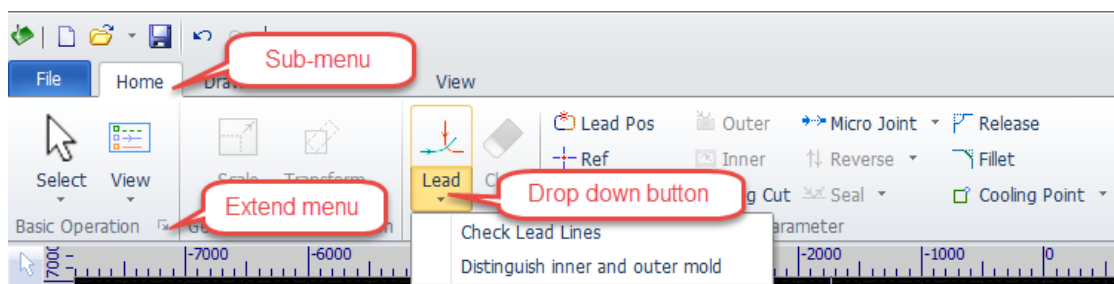 Sub-menu
File Home View
Lead Pos Outer Micro Joint Release
Ref Inner Reverse Fillet
Select View Scale Transform Lead
Drop down button
Cut Seal Cooling Point
Extend menu
Basic Operation
Check Lead Lines
-7000 -6000 -2000 -1000 0
Distinguish inner and outer mold